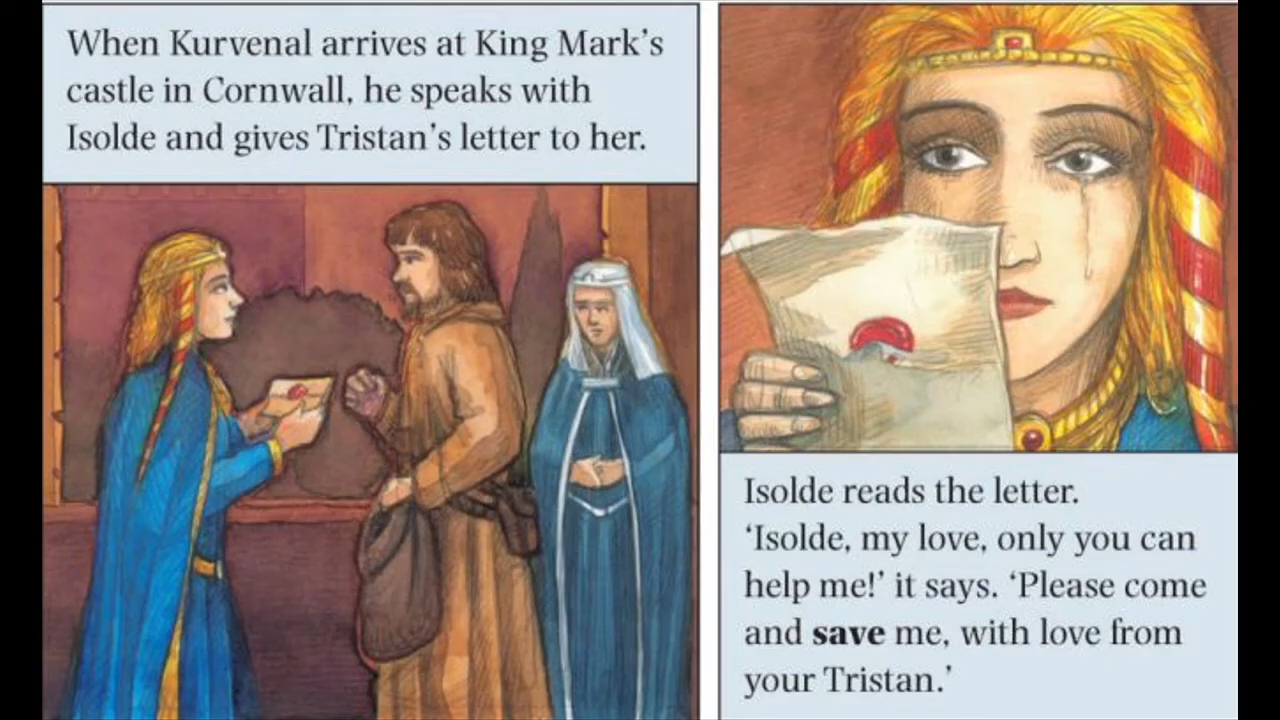 When Kurvenal arrives at King Mark’s
castle in Cornwall, he speaks with
Isolde and gives Tristan’s letter to her.
Isolde reads the letter.
‘Isolde, my love, only you can
help me!’ it says. ‘Please come
and save me, with love from
your Tristan.’